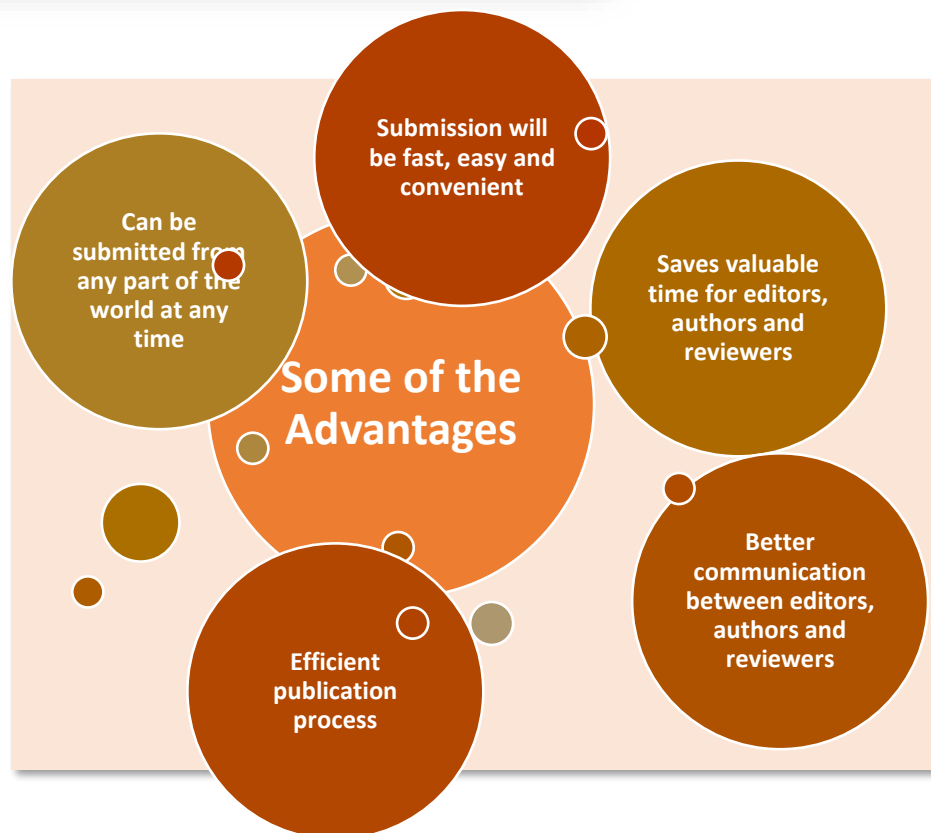 Submission will
be fast, easy and
convenient
Can be
submitted from
any part of the
world at any
time
Saves valuable
time for editors,
authors and
reviewers
Some of the
Advantages
Better
communication
between editors,
authors and
reviewers
Efficient
publication
process